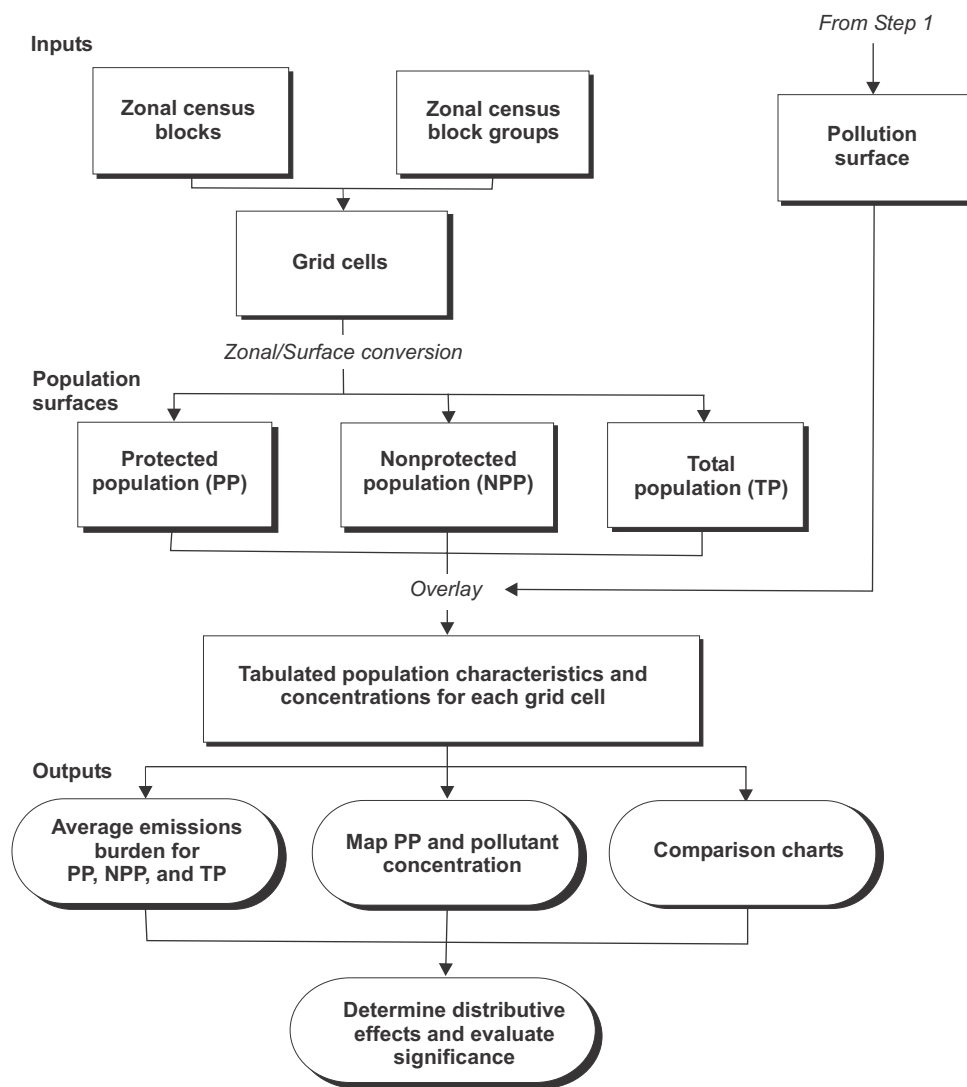 From Step 1
Inputs
Zonal census
blocks
Zonal census
block groups
Pollution
surface
Grid cells
Zonal/Surface conversion
Population
surfaces
Protected
population (PP)
Nonprotected
population (NPP)
Total
population (TP)
Overlay
Tabulated population characteristics and
concentrations for each grid cell
Outputs
Average emissions
burden for
PP, NPP, and TP
Map PP and pollutant
concentration
Comparison charts
Determine distributive
effects and evaluate
significance